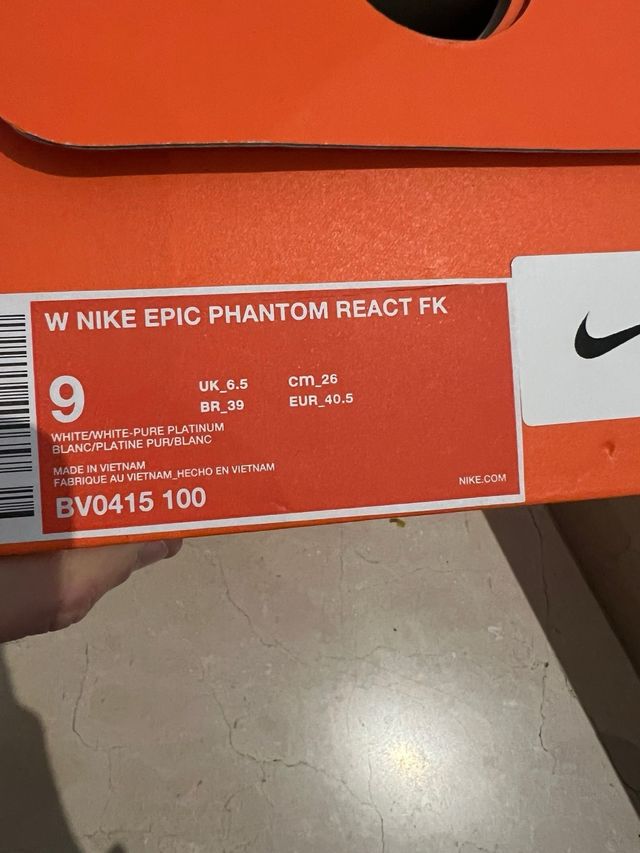 W NIKE EPIC PHANTOM REACT FK
9
UK_6.5 cm_26
BR_39 EUR_40.5
WHITE/WHITE-PURE PLATINUM
BLANC/PLATINE PUR/BLANC
MADE IN VIETNAM
FABRIQUE AU VIETNAM_HECHO EN VIETNAM
BV0415 100
NIKE.COM